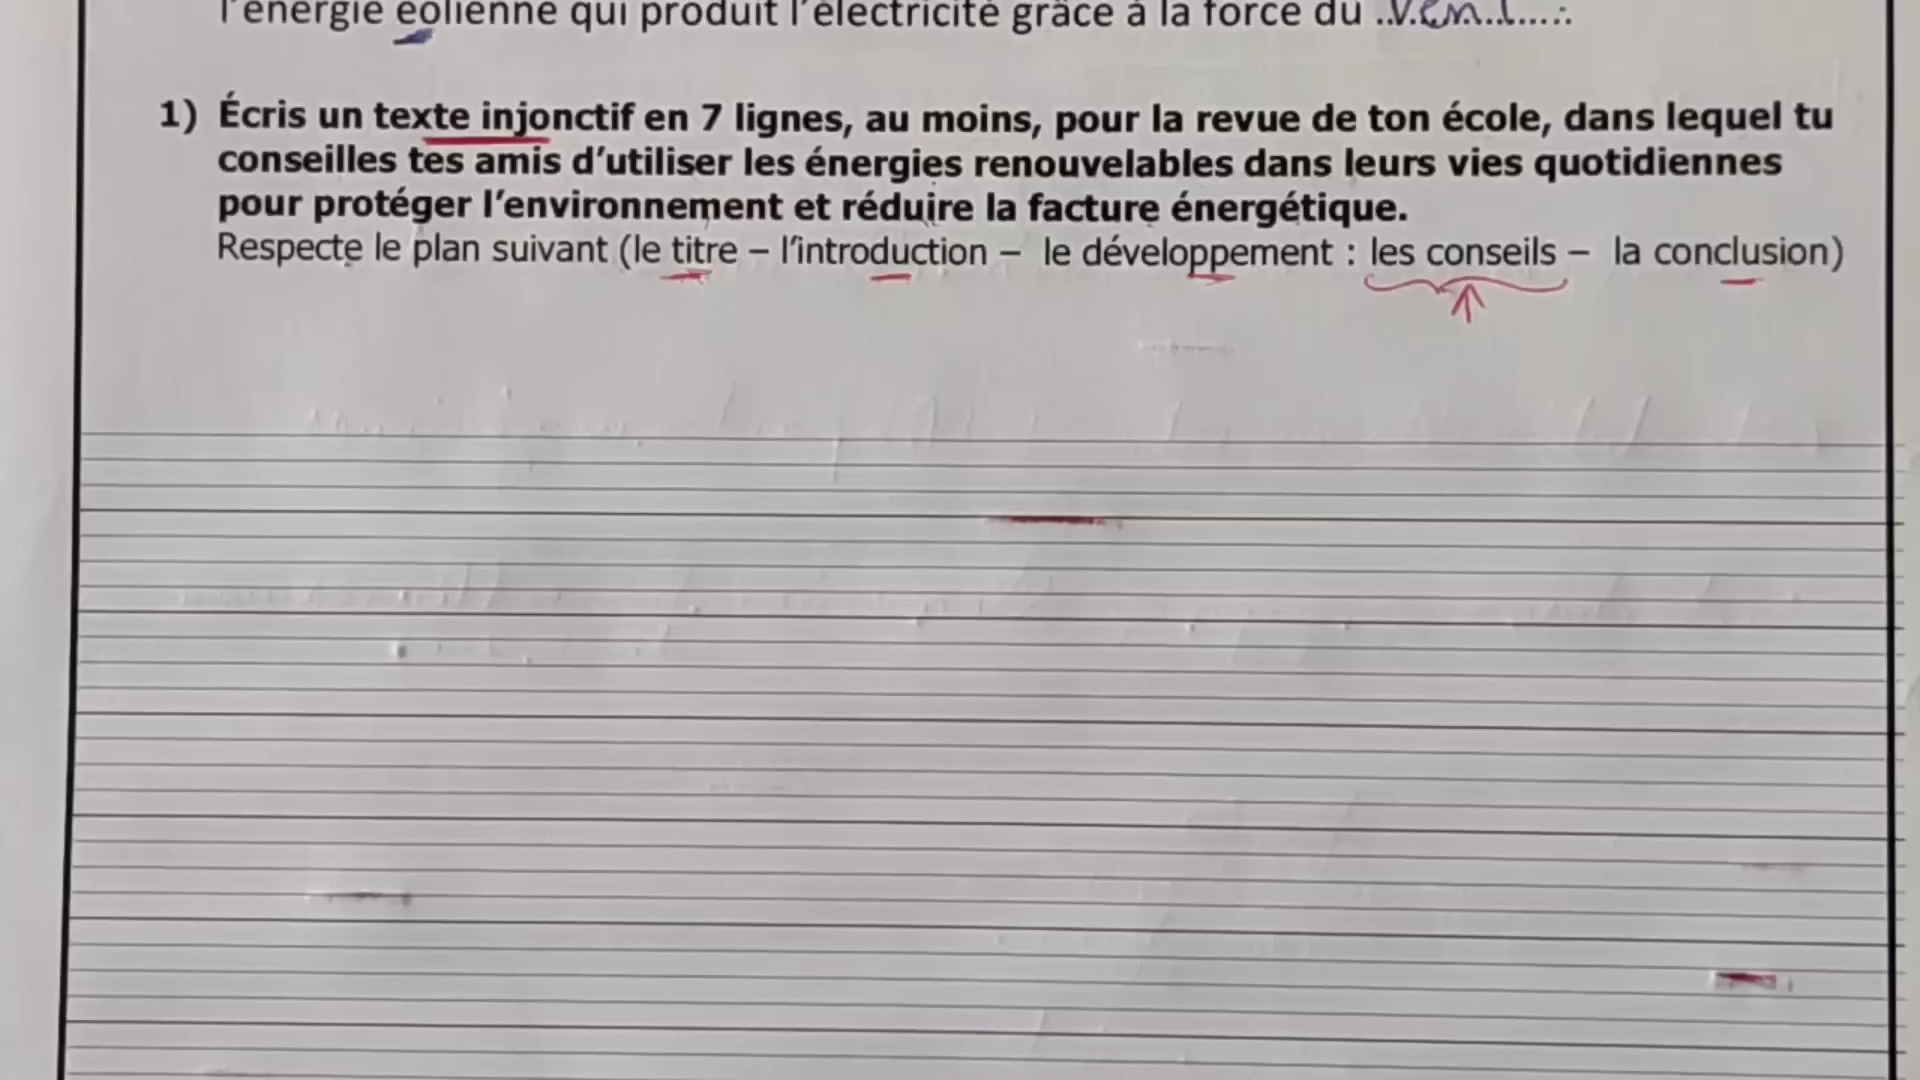 l'énergie éolienne qui produit l'électricité grâce à la force du ..vent.....
1) Écris un texte injonctif en 7 lignes, au moins, pour la revue de ton école, dans lequel tu
conseilles tes amis d'utiliser les énergies renouvelables dans leurs vies quotidiennes
pour protéger l'environnement et réduire la facture énergétique.
Respecte le plan suivant (le titre – l'introduction – le développement : les conseils – la conclusion)